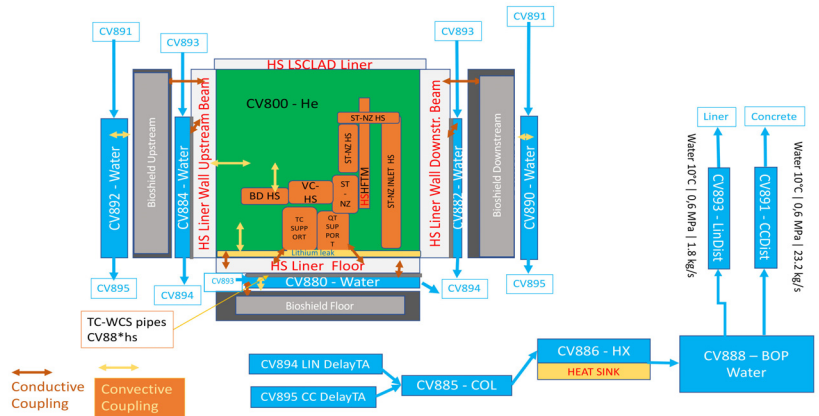 CV891
CV893
CV893
CV891
HS LSCLAD Liner
CV800 - He
CV892 - Water
Bioshield Upstream
CV884 - Water
HS Liner Wall Upstream Beam
ST-NZ HS
ST-NZ HS
HSHFTM
ST-NZ INLET HS
BD HS
VC-
HS
ST
- NZ
TC
SUPP
ORT
QT
SUP
POR
T
HS Liner Wall Downstr. Beam
CV882 - Water
Bioshield Downstream
CV890 - Water
Lithium leak
HS Liner Floor
CV893
CV880 - Water
Bioshield Floor
CV895
CV894
CV894
CV895
TC-WCS pipes
CV88*hs
Conductive
Coupling
Convective
Coupling
CV894 LIN DelayTA
CV895 CC DelayTA
CV885 - COL
CV886 - HX
HEAT SINK
CV888 – BOP
Water
Liner
Concrete
CV893 - LinDist
CV891 - CCDist
Water 10°C | 0,6 MPa | 1.8 kg/s
Water 10°C | 0,6 MPa | 23.2 kg/s